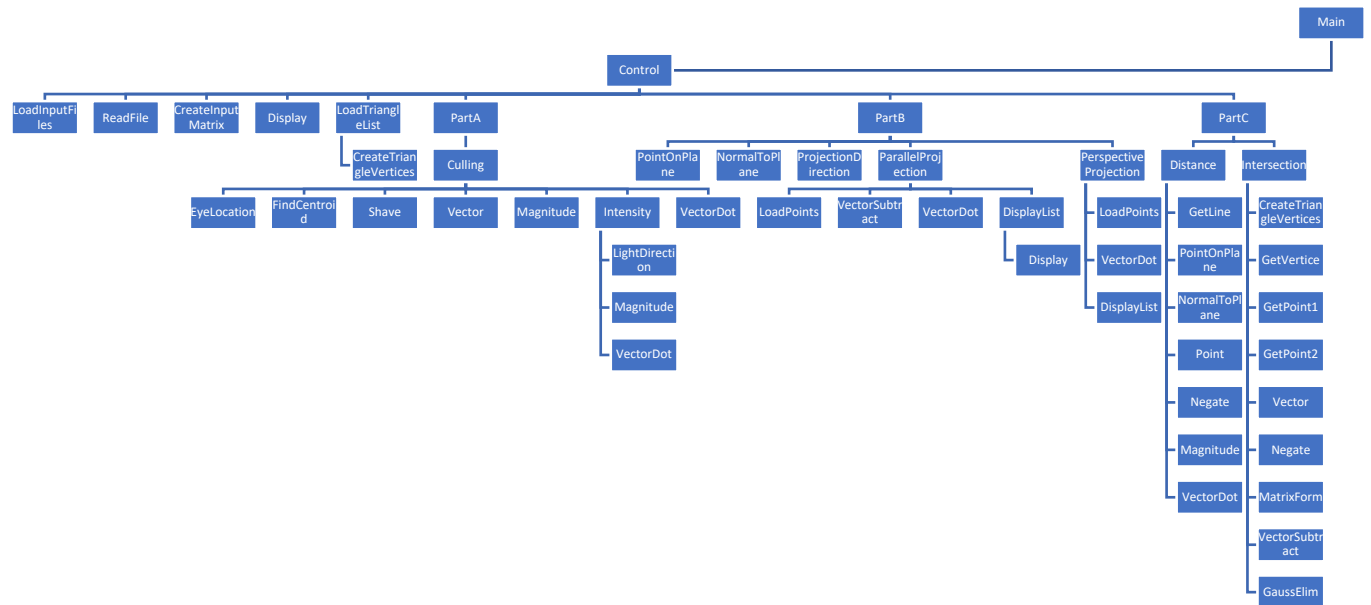 Main
Control
LoadInputFi
les
ReadFile
CreateInput
Matrix
Display
LoadTriangl
eList
PartA
PartB
PartC
CreateTrian
gleVertices
Culling
PointOnPla
ne
NormalToPl
ane
ProjectionD
irection
ParallelProj
ection
Perspective
Projection
Distance
Intersection
EyeLocation
FindCentroi
d
Shave
Vector
Magnitude
Intensity
VectorDot
LoadPoints
VectorSubtr
act
VectorDot
DisplayList
LoadPoints
GetLine
CreateTrian
gleVertices
LightDirecti
on
Display
VectorDot
PointOnPla
ne
GetVertice
Magnitude
DisplayList
NormalToPl
ane
GetPoint1
VectorDot
Point
GetPoint2
Negate
Vector
Magnitude
Negate
VectorDot
MatrixForm
VectorSubtr
act
GaussElim